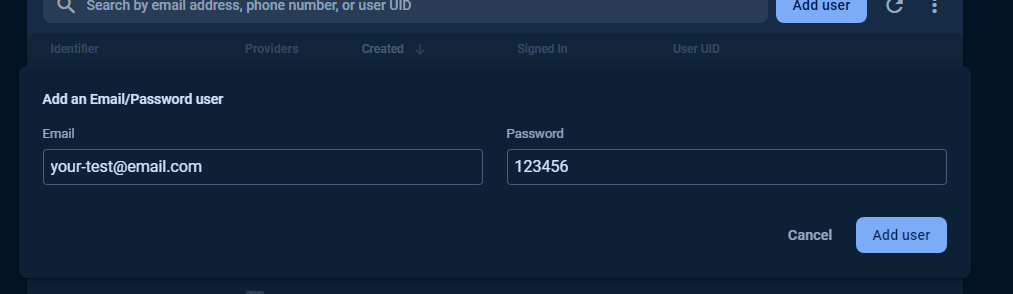 Search by email address, phone number, or user UID Add user
Identifier Providers Created Signed In User UID
Add an Email/Password user
Email Password
your-test@email.com 123456
Cancel Add user